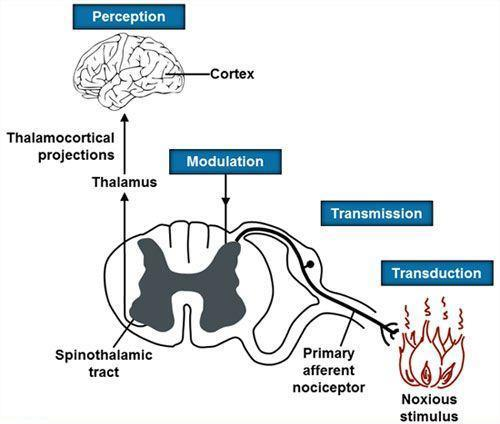 Perception
Cortex
Thalamocortical
projections
Thalamus
Modulation
Transmission
Transduction
Spinothalamic
tract
Primary
afferent
nociceptor
Noxious
stimulus